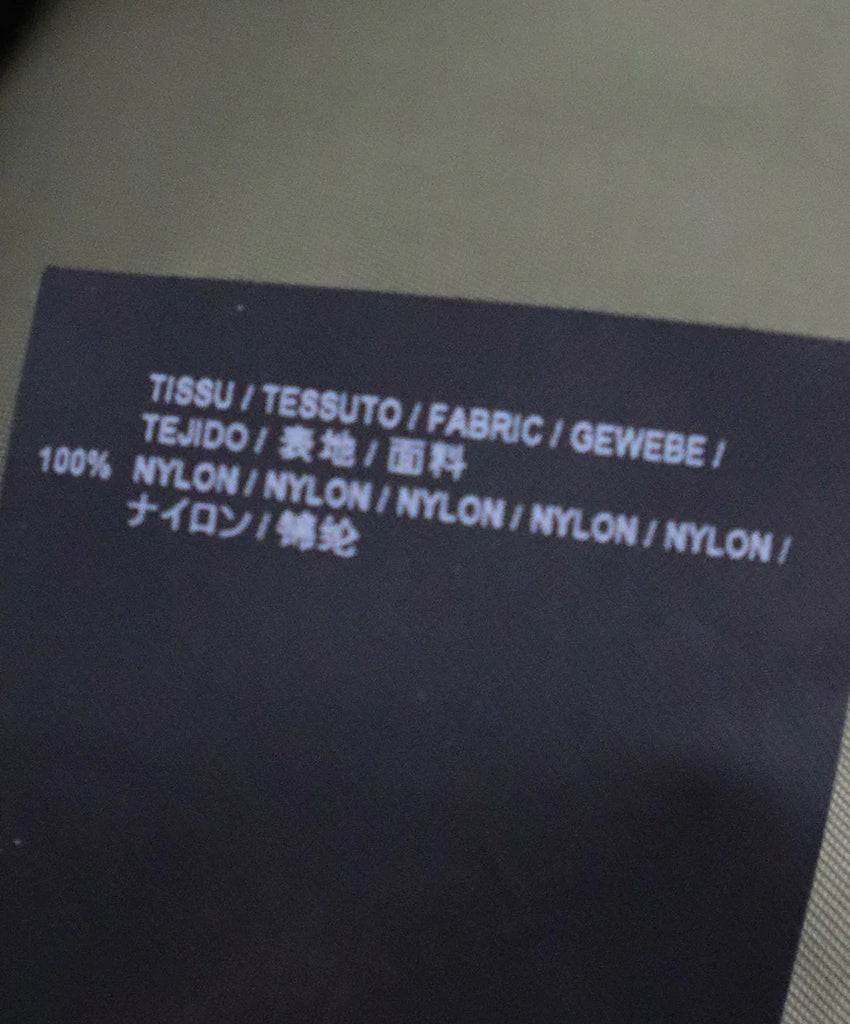 TISSU / TESSUTO / FABRIC / GEWEBE /
TEJIDO / 表地 / 面料
100% NYLON / NYLON / NYLON / NYLON / NYLON /
ナイロン / 锦纶